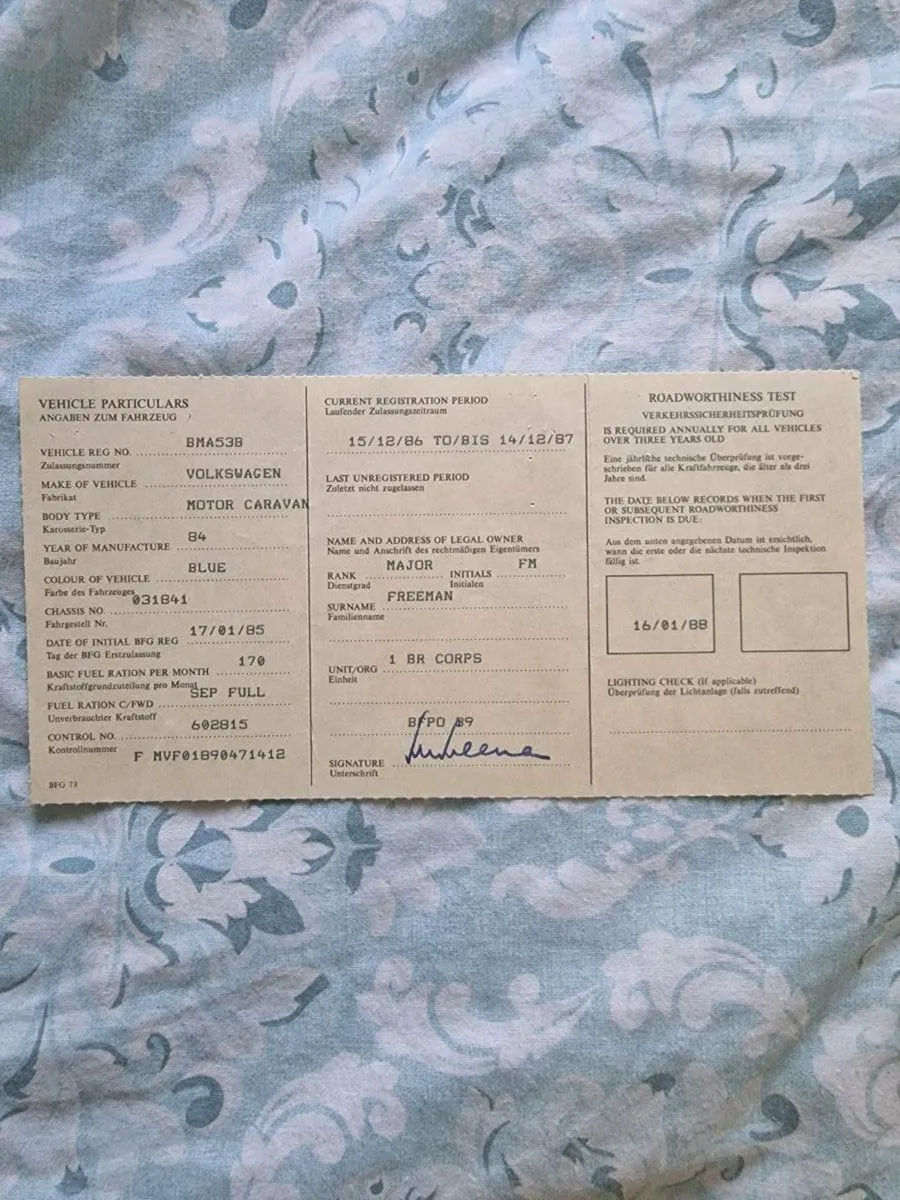 VEHICLE PARTICULARS
ANGABEN ZUM FAHRZEUG
VEHICLE REG NO. BMA53B
Zulassungsnummer
MAKE OF VEHICLE VOLKSWAGEN
Fabrikat
BODY TYPE MOTOR CARAVAN
Karosserie-Typ
YEAR OF MANUFACTURE 84
Baujahr
COLOUR OF VEHICLE BLUE
Farbe des Fahrzeuges
CHASSIS NO. 031841
Fahrgestell Nr.
DATE OF INITIAL BFG REG 17/01/85
Tag der BFG Erstzulassung
BASIC FUEL RATION PER MONTH 170
Kraftstoffgrundzuteilung pro Monat
FUEL RATION C/FWD SEP FULL
Unverbrauchter Kraftstoff
CONTROL NO. 602815
Kontrollnummer F MVF01890471412
BFG 73
CURRENT REGISTRATION PERIOD
Laufender Zulassungszeitraum
15/12/86 TO/BIS 14/12/87
LAST UNREGISTERED PERIOD
Zuletzt nicht zugelassen
NAME AND ADDRESS OF LEGAL OWNER
Name und Anschrift des rechtmäßigen Eigentümers
RANK MAJOR INITIALS FM
Dienstgrad Initialen
SURNAME FREEMAN
Familienname
UNIT/ORG 1 BR CORPS
Einheit
BFPO 39
SIGNATURE
Unterschrift
ROADWORTHINESS TEST
VERKEHRSSICHERHEITSPRÜFUNG
IS REQUIRED ANNUALLY FOR ALL VEHICLES
OVER THREE YEARS OLD
Eine jährliche technische Überprüfung ist vorge-
schrieben für alle Kraftfahrzeuge, die älter als drei
Jahre sind.
THE DATE BELOW RECORDS WHEN THE FIRST
OR SUBSEQUENT ROADWORTHINESS
INSPECTION IS DUE:
Aus dem unten angegebenen Datum ist ersichtlich,
wann die erste oder die nächste technische Inspektion
fällig ist.
16/01/88
LIGHTING CHECK (If applicable)
Überprüfung der Lichtanlage (falls zutreffend)